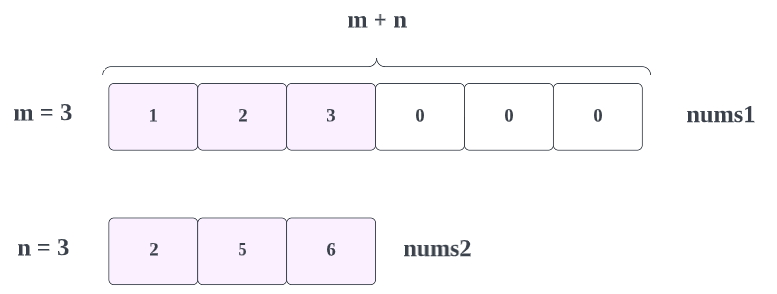 m + n
m = 3 1 2 3 0 0 0 nums1
n = 3 2 5 6 nums2